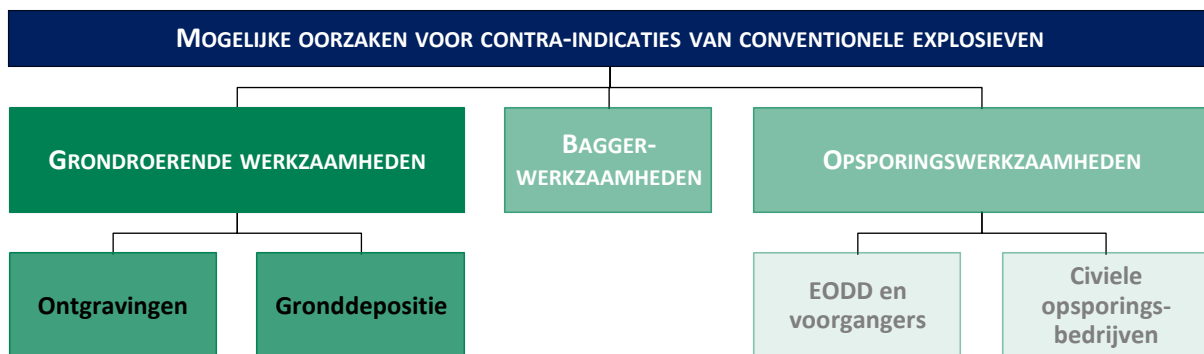 MOGELIJKE OORZAKEN VOOR CONTRA-INDICATIES VAN CONVENTIONELE EXPLOSIEVEN
GRONDROERENDE WERKZAAMHEDEN
BAGGER-
WERKZAAMHEDEN
OPSPORINGSWERKZAAMHEDEN
Ontgravingen
Gronddepositie
EODD en
voorgangers
Civiele
opsporings-
bedrijven